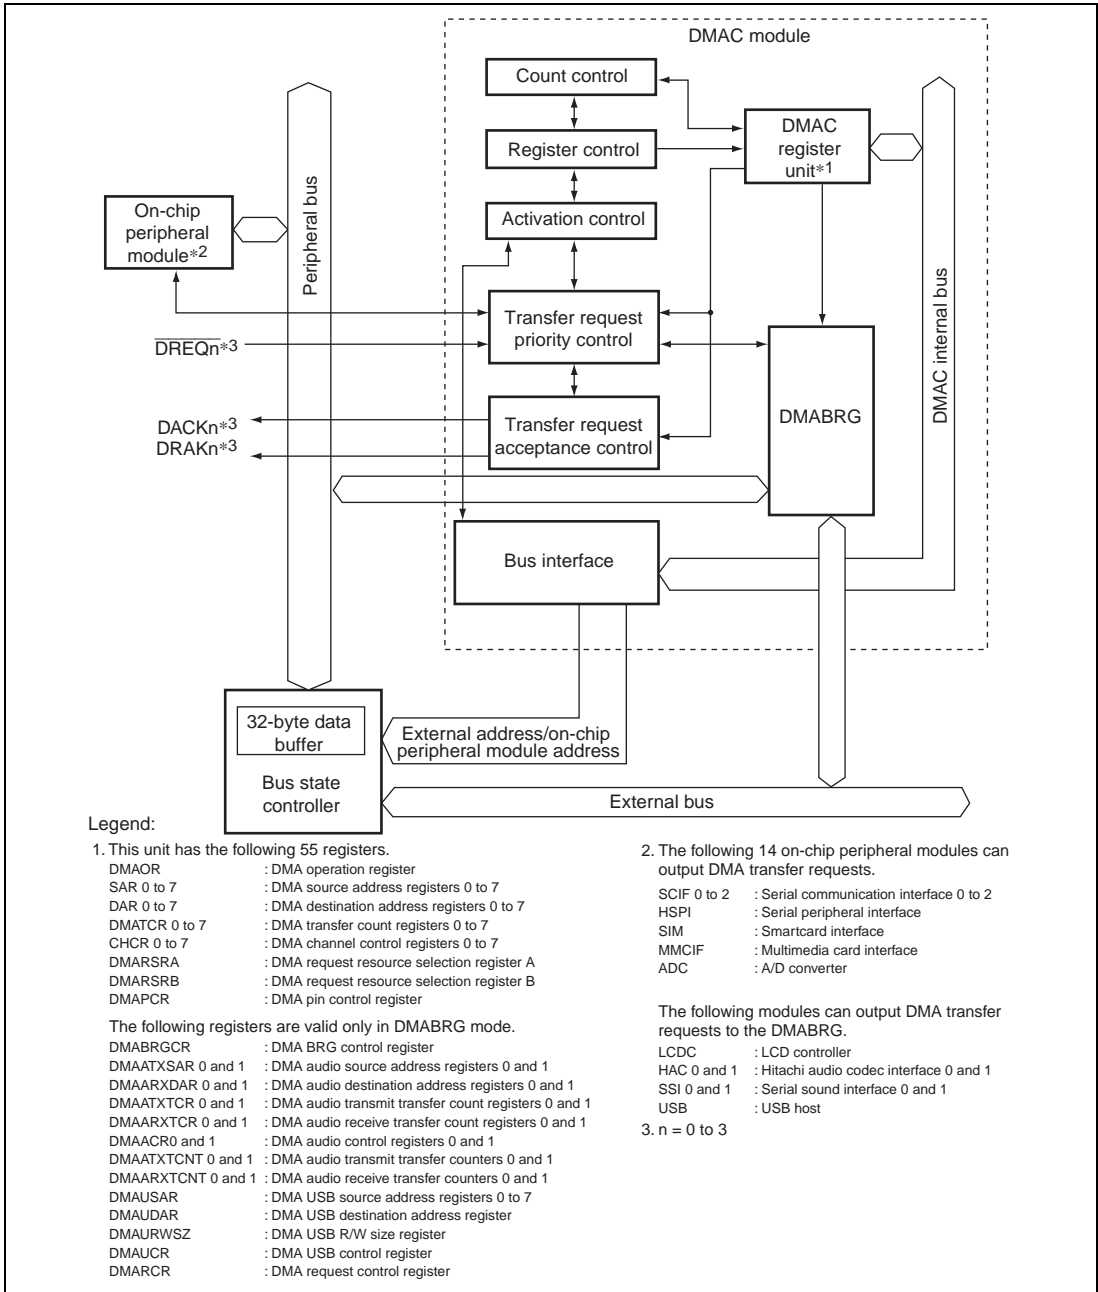 DMAC module
Count control
Register control
Activation control
DMAC
register
unit*1
On-chip
peripheral
module*2
Peripheral bus
DMAC internal bus
Transfer request
priority control
DREQn*3
DACKn*3
DRAKn*3
Transfer request
acceptance control
DMABRG
Bus interface
32-byte data
buffer
Bus state
controller
External address/on-chip
peripheral module address
External bus
Legend:
1. This unit has the following 55 registers.
DMAOR : DMA operation register
SAR 0 to 7 : DMA source address registers 0 to 7
DAR 0 to 7 : DMA destination address registers 0 to 7
DMATCR 0 to 7 : DMA transfer count registers 0 to 7
CHCR 0 to 7 : DMA channel control registers 0 to 7
DMARSRA : DMA request resource selection register A
DMARSRB : DMA request resource selection register B
DMAPCR : DMA pin control register
The following registers are valid only in DMABRG mode.
DMABRGCR : DMA BRG control register
DMAATXSAR 0 and 1 : DMA audio source address registers 0 and 1
DMAARXDAR 0 and 1 : DMA audio destination address registers 0 and 1
DMAATXTCR 0 and 1 : DMA audio transmit transfer count registers 0 and 1
DMAARXTCR 0 and 1 : DMA audio receive transfer count registers 0 and 1
DMAACR0 and 1 : DMA audio control registers 0 and 1
DMAATXTCNT 0 and 1 : DMA audio transmit transfer counters 0 and 1
DMAARXTCNT 0 and 1 : DMA audio receive transfer counters 0 and 1
DMAUSAR : DMA USB source address registers 0 to 7
DMAUDAR : DMA USB destination address register
DMAURWSZ : DMA USB R/W size register
DMAUCR : DMA USB control register
DMARCR : DMA request control register
2. The following 14 on-chip peripheral modules can
output DMA transfer requests.
SCIF 0 to 2 : Serial communication interface 0 to 2
HSPI : Serial peripheral interface
SIM : Smartcard interface
MMCIF : Multimedia card interface
ADC : A/D converter
The following modules can output DMA transfer
requests to the DMABRG.
LCDC : LCD controller
HAC 0 and 1 : Hitachi audio codec interface 0 and 1
SSI 0 and 1 : Serial sound interface 0 and 1
USB : USB host
3. n = 0 to 3